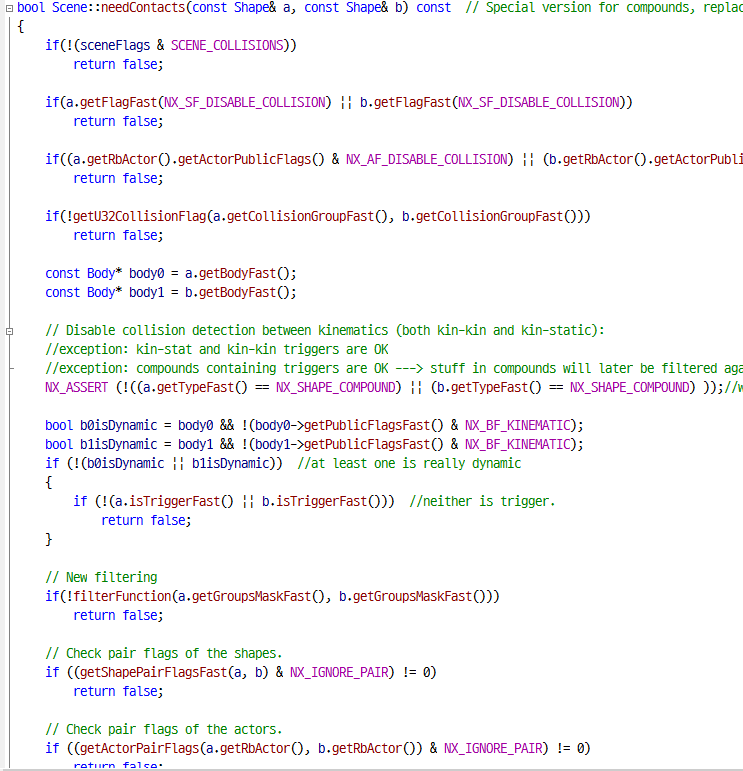 bool Scene::needContacts(const Shape& a, const Shape& b) const  // Special version for compounds, replac
{
    if(!(sceneFlags & SCENE_COLLISIONS))
        return false;

    if(a.getFlagFast(NX_SF_DISABLE_COLLISION) || b.getFlagFast(NX_SF_DISABLE_COLLISION))
        return false;

    if((a.getRbActor().getActorPublicFlags() & NX_AF_DISABLE_COLLISION) || (b.getRbActor().getActorPubli
        return false;

    if(!getU32CollisionFlag(a.getCollisionGroupFast(), b.getCollisionGroupFast()))
        return false;

    const Body* body0 = a.getBodyFast();
    const Body* body1 = b.getBodyFast();

    // Disable collision detection between kinematics (both kin-kin and kin-static):
    //exception: kin-stat and kin-kin triggers are OK
    //exception: compounds containing triggers are OK ---> stuff in compounds will later be filtered aga
    NX_ASSERT (!((a.getTypeFast() == NX_SHAPE_COMPOUND) || (b.getTypeFast() == NX_SHAPE_COMPOUND) ));//w

    bool b0isDynamic = body0 && !(body0->getPublicFlagsFast() & NX_BF_KINEMATIC);
    bool b1isDynamic = body1 && !(body1->getPublicFlagsFast() & NX_BF_KINEMATIC);
    if (!(b0isDynamic || b1isDynamic))  //at least one is really dynamic
    {
        if (!(a.isTriggerFast() || b.isTriggerFast()))  //neither is trigger.
            return false;
    }

    // New filtering
    if(!filterFunction(a.getGroupsMaskFast(), b.getGroupsMaskFast()))
        return false;

    // Check pair flags of the shapes.
    if ((getShapePairFlagsFast(a, b) & NX_IGNORE_PAIR) != 0)
        return false;

    // Check pair flags of the actors.
    if ((getActorPairFlags(a.getRbActor(), b.getRbActor()) & NX_IGNORE_PAIR) != 0)
        return false;